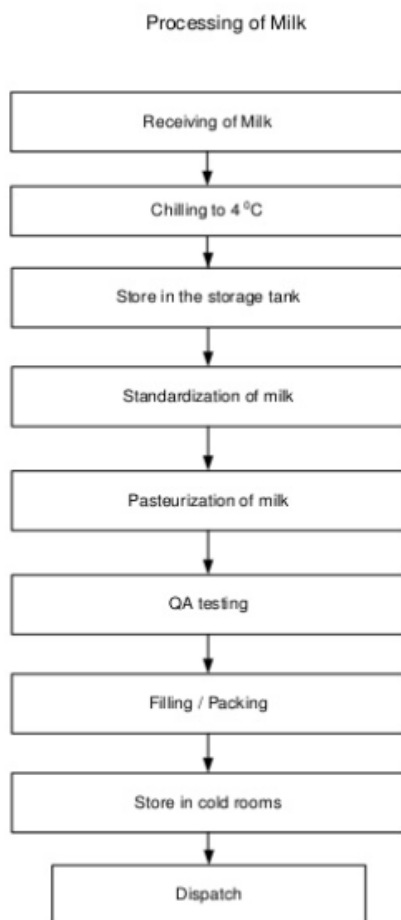 Processing of Milk
Receiving of Milk
Chilling to 4 ⁰C
Store in the storage tank
Standardization of milk
Pasteurization of milk
QA testing
Filling / Packing
Store in cold rooms
Dispatch